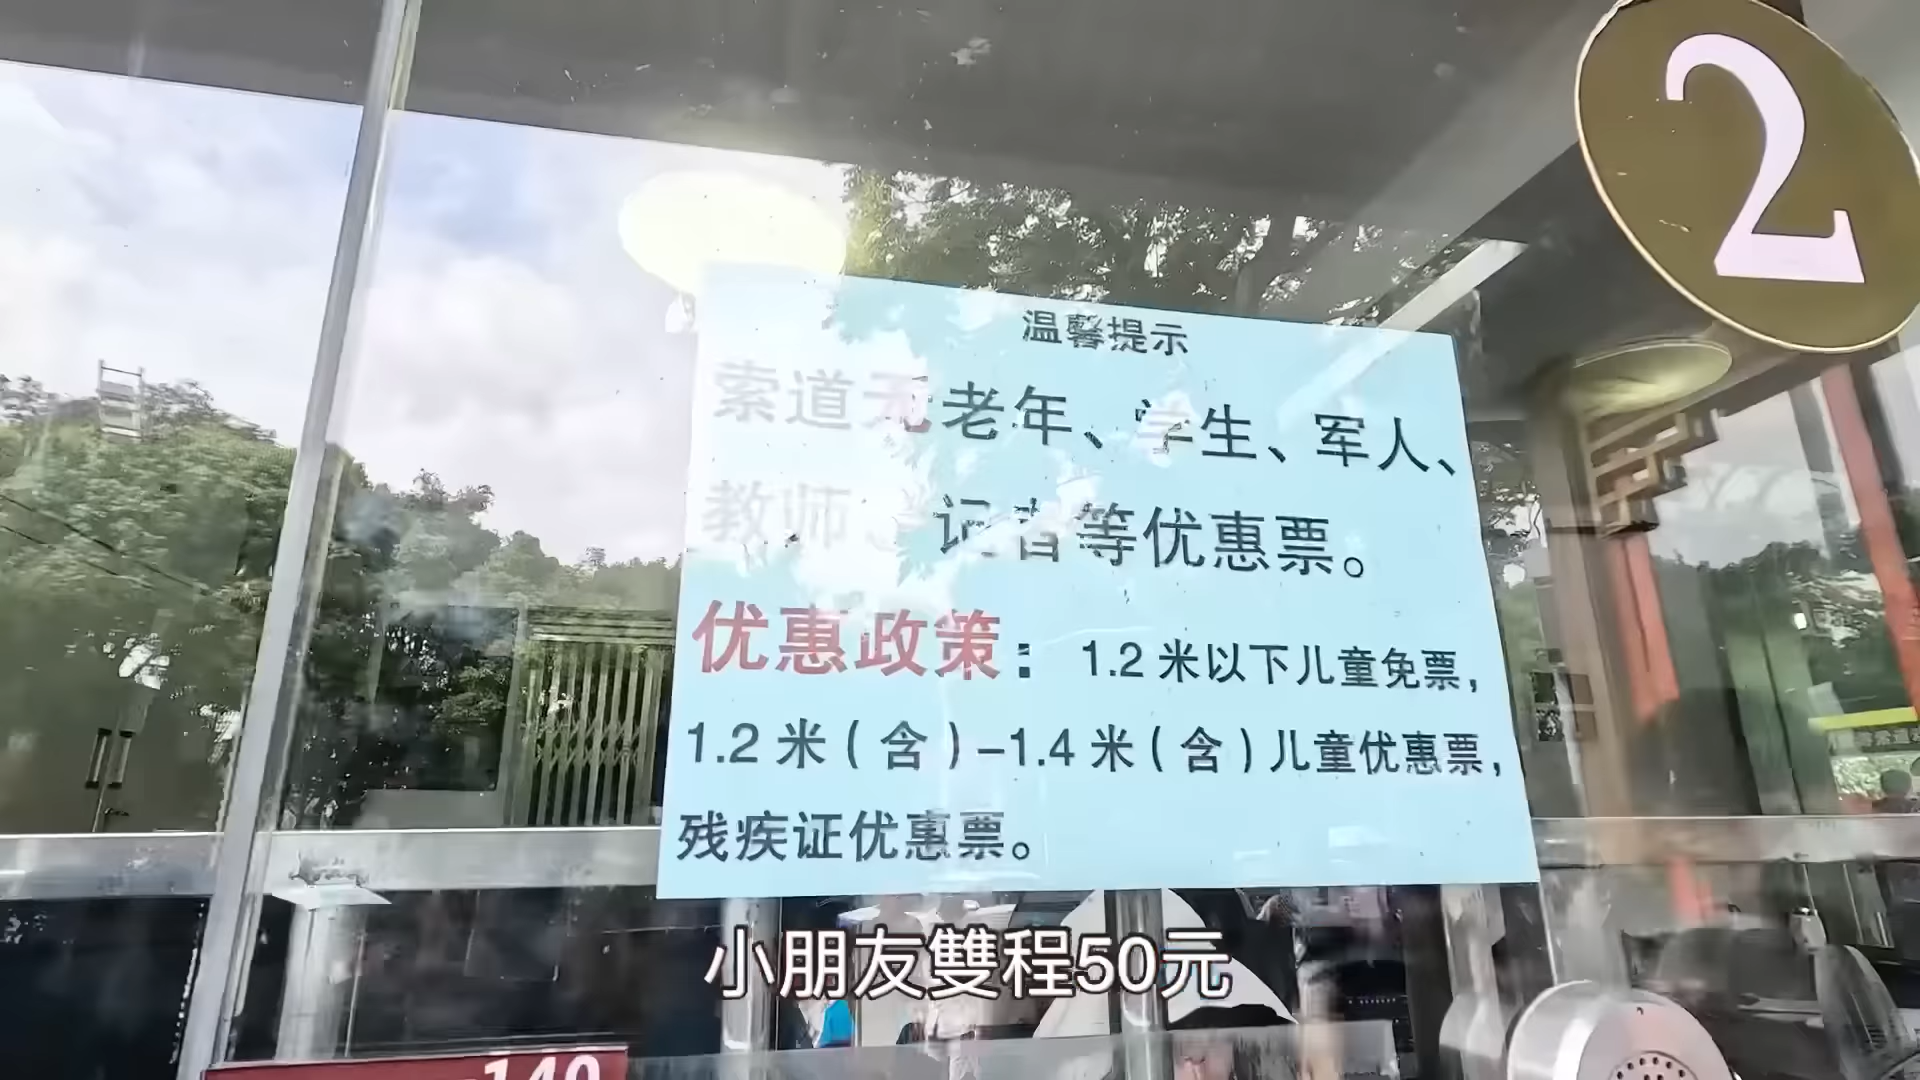 2
温馨提示
索道无老年、学生、军人、
教师、记者等优惠票。
优惠政策：1.2米以下儿童免票，
1.2米(含)-1.4米(含)儿童优惠票，
残疾证优惠票。
小朋友雙程50元
140